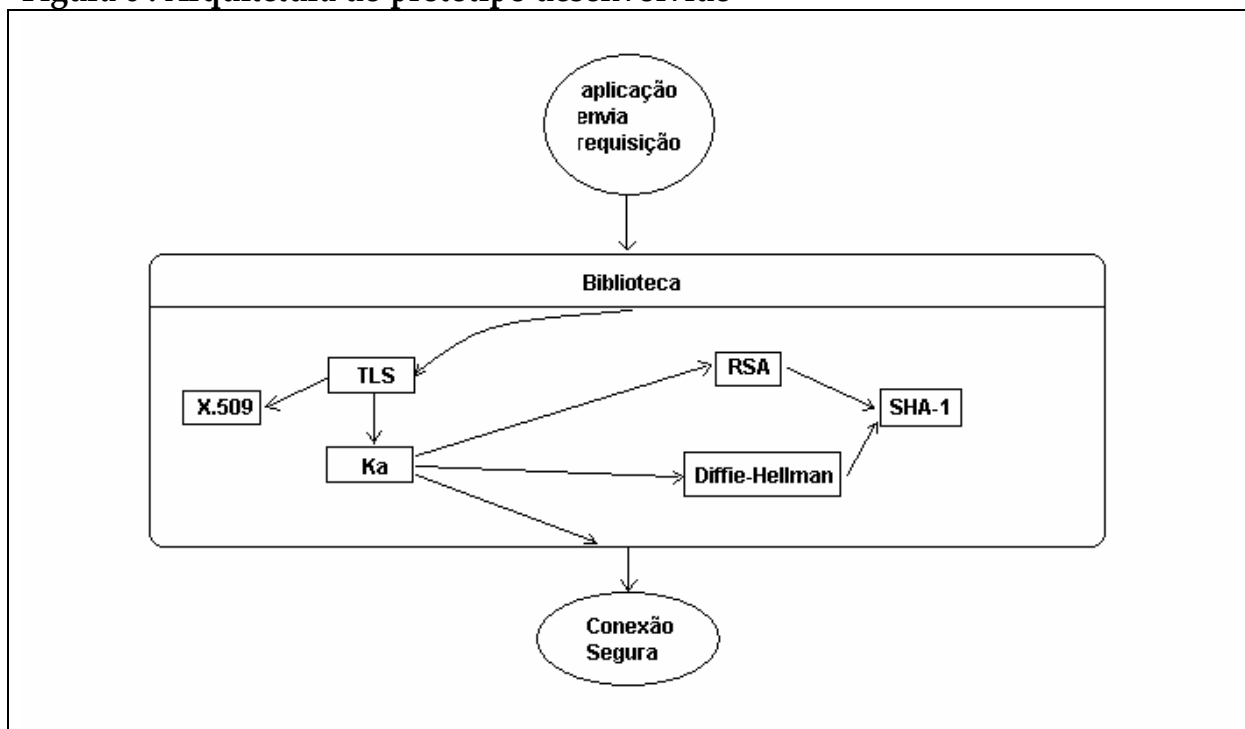 aplicação
envia
requisição
Biblioteca
TLS
RSA
X.509
SHA-1
Ka
Diffie-Hellman
Conexão
Segura